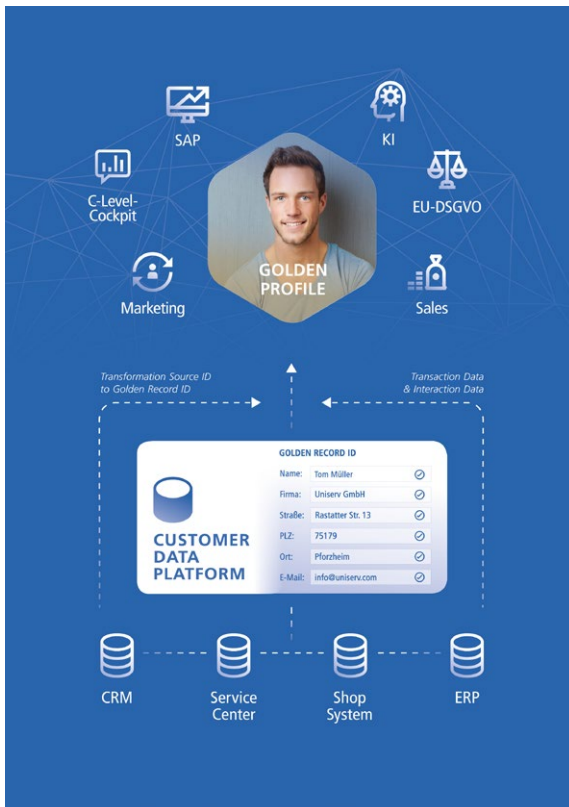 SAP
KI
C-Level-
Cockpit
EU-DSGVO
GOLDEN
PROFILE
Marketing
Sales
Transformation Source ID
to Golden Record ID
Transaction Data
& Interaction Data
GOLDEN RECORD ID
Name: Tom Müller
Firma: Uniserv GmbH
Straße: Rastatter Str. 13
PLZ: 75179
Ort: Pforzheim
E-Mail: info@uniserv.com
CUSTOMER
DATA
PLATFORM
CRM
Service
Center
Shop
System
ERP